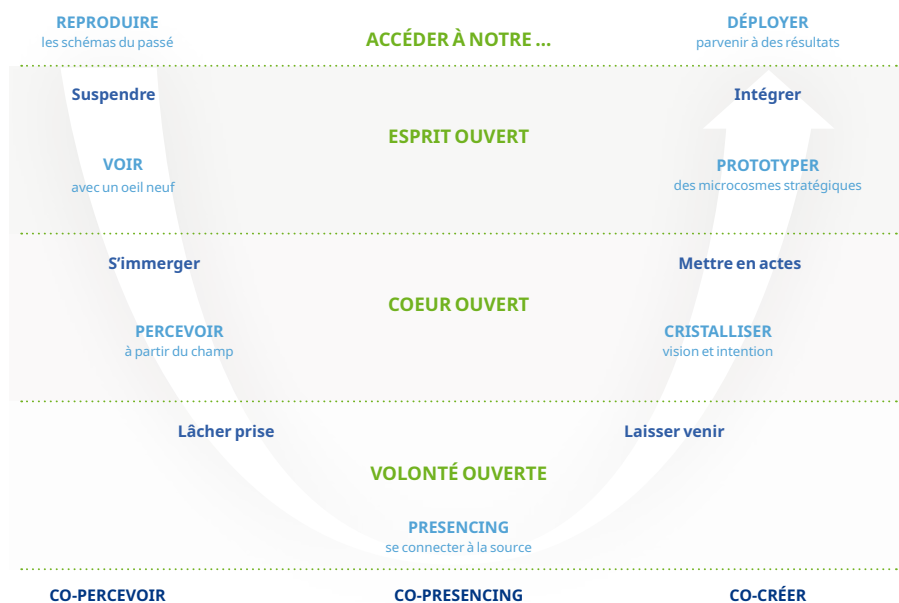 REPRODUIRE
les schémas du passé
ACCÉDER À NOTRE ...
DÉPLOYER
parvenir à des résultats
Suspendre
Intégrer
ESPRIT OUVERT
VOIR
avec un oeil neuf
PROTOTYPER
des microcosmes stratégiques
S’immerger
Mettre en actes
COEUR OUVERT
PERCEVOIR
à partir du champ
CRISTALLISER
vision et intention
Lâcher prise
Laisser venir
VOLONTÉ OUVERTE
PRESENCING
se connecter à la source
CO-PERCEVOIR
CO-PRESENCING
CO-CRÉER